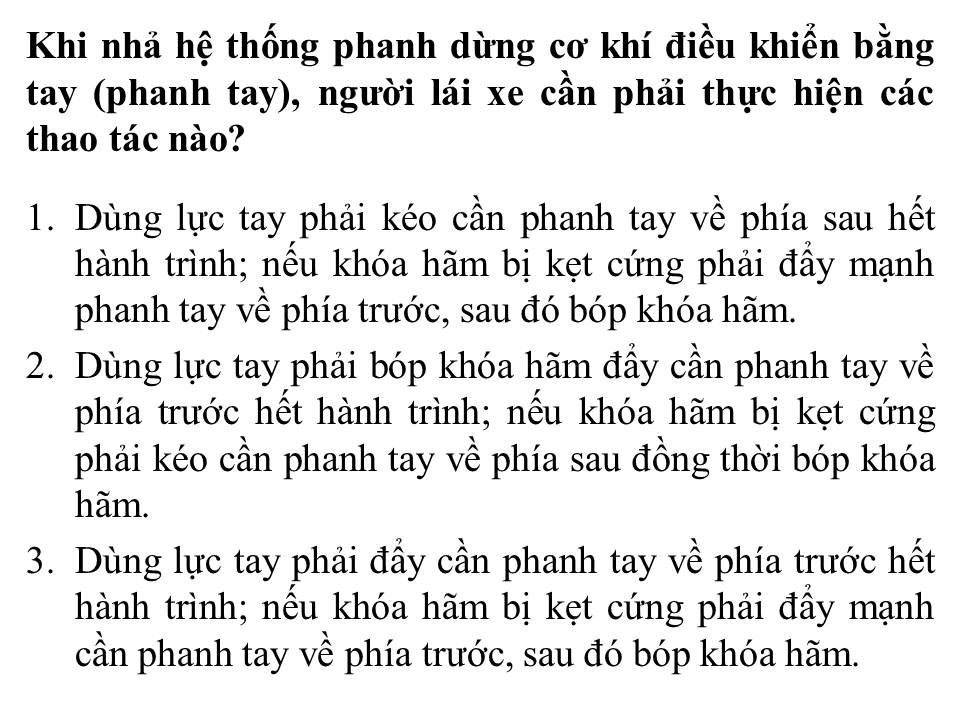 Khi nhả hệ thống phanh dừng cơ khí điều khiển bằng
tay (phanh tay), người lái xe cần phải thực hiện các
thao tác nào?
1. Dùng lực tay phải kéo cần phanh tay về phía sau hết
hành trình; nếu khóa hãm bị kẹt cứng phải đẩy mạnh
phanh tay về phía trước, sau đó bóp khóa hãm.
2. Dùng lực tay phải bóp khóa hãm đẩy cần phanh tay về
phía trước hết hành trình; nếu khóa hãm bị kẹt cứng
phải kéo cần phanh tay về phía sau đồng thời bóp khóa
hãm.
3. Dùng lực tay phải đẩy cần phanh tay về phía trước hết
hành trình; nếu khóa hãm bị kẹt cứng phải đẩy mạnh
cần phanh tay về phía trước, sau đó bóp khóa hãm.